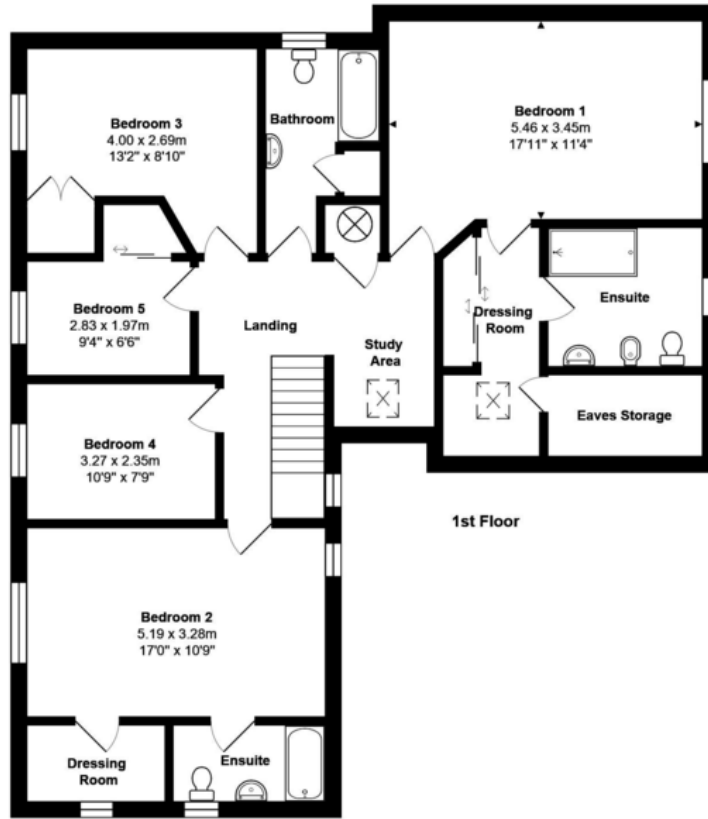 Bedroom 3
4.00 x 2.69m
13'2" x 8'10"
Bathroom
Bedroom 1
5.46 x 3.45m
17'11" x 11'4"
Bedroom 5
2.83 x 1.97m
9'4" x 6'6"
Landing
Study
Area
Dressing
Room
Ensuite
Bedroom 4
3.27 x 2.35m
10'9" x 7'9"
Eaves Storage
1st Floor
Bedroom 2
5.19 x 3.28m
17'0" x 10'9"
Dressing
Room
Ensuite